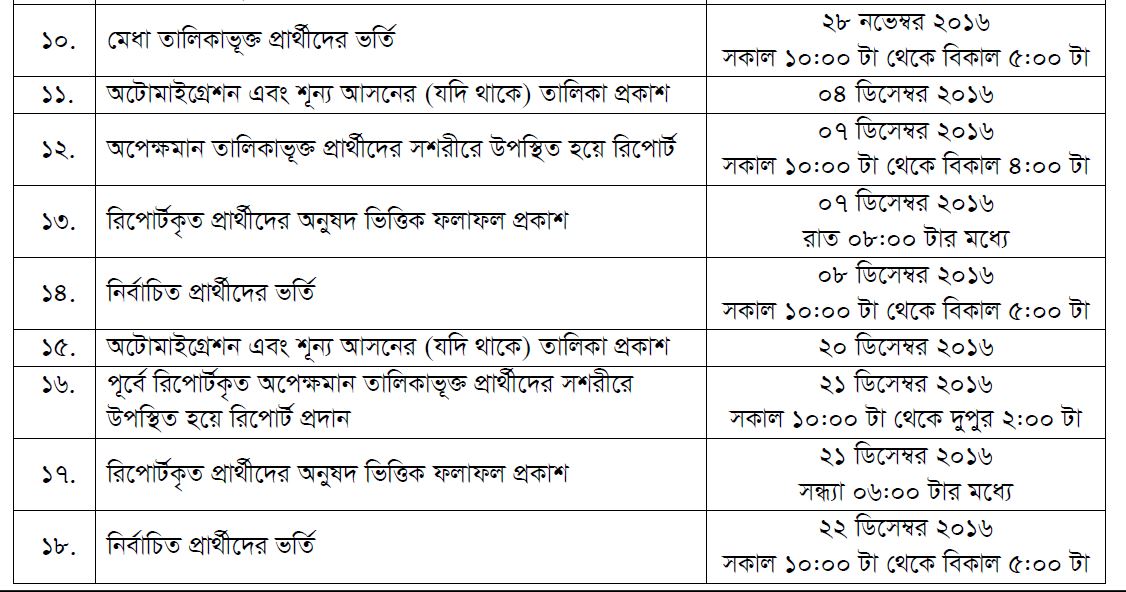 ১০. মেধা তালিকাভূক্ত প্রার্থীদের ভর্তি
২৮ নভেম্বর ২০১৬
সকাল ১০:০০ টা থেকে বিকাল ৫:০০ টা
১১. অটোমাইগ্রেশন এবং শূন্য আসনের (যদি থাকে) তালিকা প্রকাশ
০৪ ডিসেম্বর ২০১৬
১২. অপেক্ষমান তালিকাভূক্ত প্রার্থীদের সশরীরে উপস্থিত হয়ে রিপোর্ট
০৭ ডিসেম্বর ২০১৬
সকাল ১০:০০ টা থেকে বিকাল ৪:০০ টা
১৩. রিপোর্টকৃত প্রার্থীদের অনুষদ ভিত্তিক ফলাফল প্রকাশ
০৭ ডিসেম্বর ২০১৬
রাত ০৮:০০ টার মধ্যে
১৪. নির্বাচিত প্রার্থীদের ভর্তি
০৮ ডিসেম্বর ২০১৬
সকাল ১০:০০ টা থেকে বিকাল ৫:০০ টা
১৫. অটোমাইগ্রেশন এবং শূন্য আসনের (যদি থাকে) তালিকা প্রকাশ
২০ ডিসেম্বর ২০১৬
১৬. পূর্বে রিপোর্টকৃত অপেক্ষমান তালিকাভূক্ত প্রার্থীদের সশরীরে
উপস্থিত হয়ে রিপোর্ট প্রদান
২১ ডিসেম্বর ২০১৬
সকাল ১০:০০ টা থেকে দুপুর ২:০০ টা
১৭. রিপোর্টকৃত প্রার্থীদের অনুষদ ভিত্তিক ফলাফল প্রকাশ
২১ ডিসেম্বর ২০১৬
সন্ধ্যা ০৬:০০ টার মধ্যে
১৮. নির্বাচিত প্রার্থীদের ভর্তি
২২ ডিসেম্বর ২০১৬
সকাল ১০:০০ টা থেকে বিকাল ৫:০০ টা